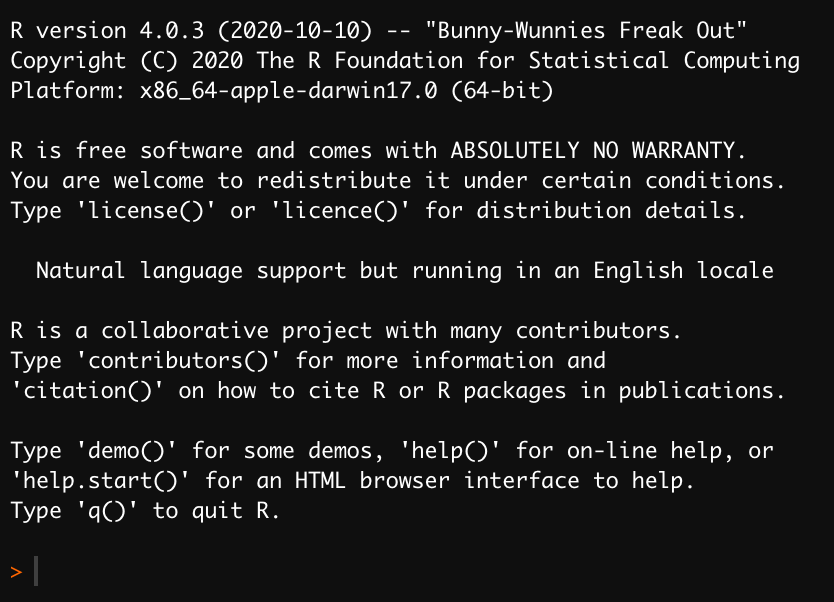 R version 4.0.3 (2020-10-10) -- "Bunny-Wunnies Freak Out"
Copyright (C) 2020 The R Foundation for Statistical Computing
Platform: x86_64-apple-darwin17.0 (64-bit)
R is free software and comes with ABSOLUTELY NO WARRANTY.
You are welcome to redistribute it under certain conditions.
Type 'license()' or 'licence()' for distribution details.
Natural language support but running in an English locale
R is a collaborative project with many contributors.
Type 'contributors()' for more information and
'citation()' on how to cite R or R packages in publications.
Type 'demo()' for some demos, 'help()' for on-line help, or
'help.start()' for an HTML browser interface to help.
Type 'q()' to quit R.
>